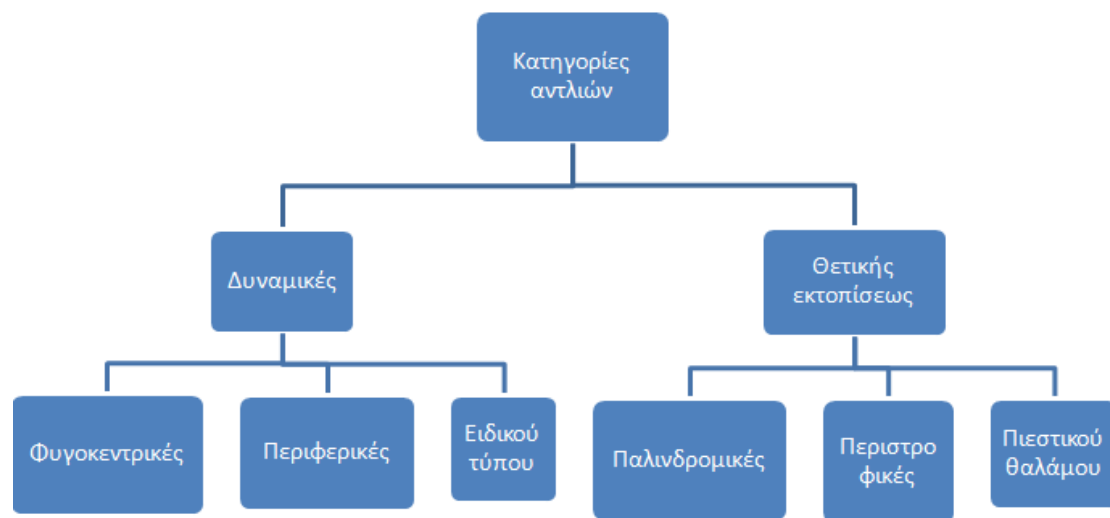 Κατηγορίες
αντλιών
Δυναμικές
Θετικής
εκτοπίσεως
Φυγοκεντρικές
Περιφερικές
Ειδικού
τύπου
Παλινδρομικές
Περιστρο
φικές
Πιεστικού
θαλάμου